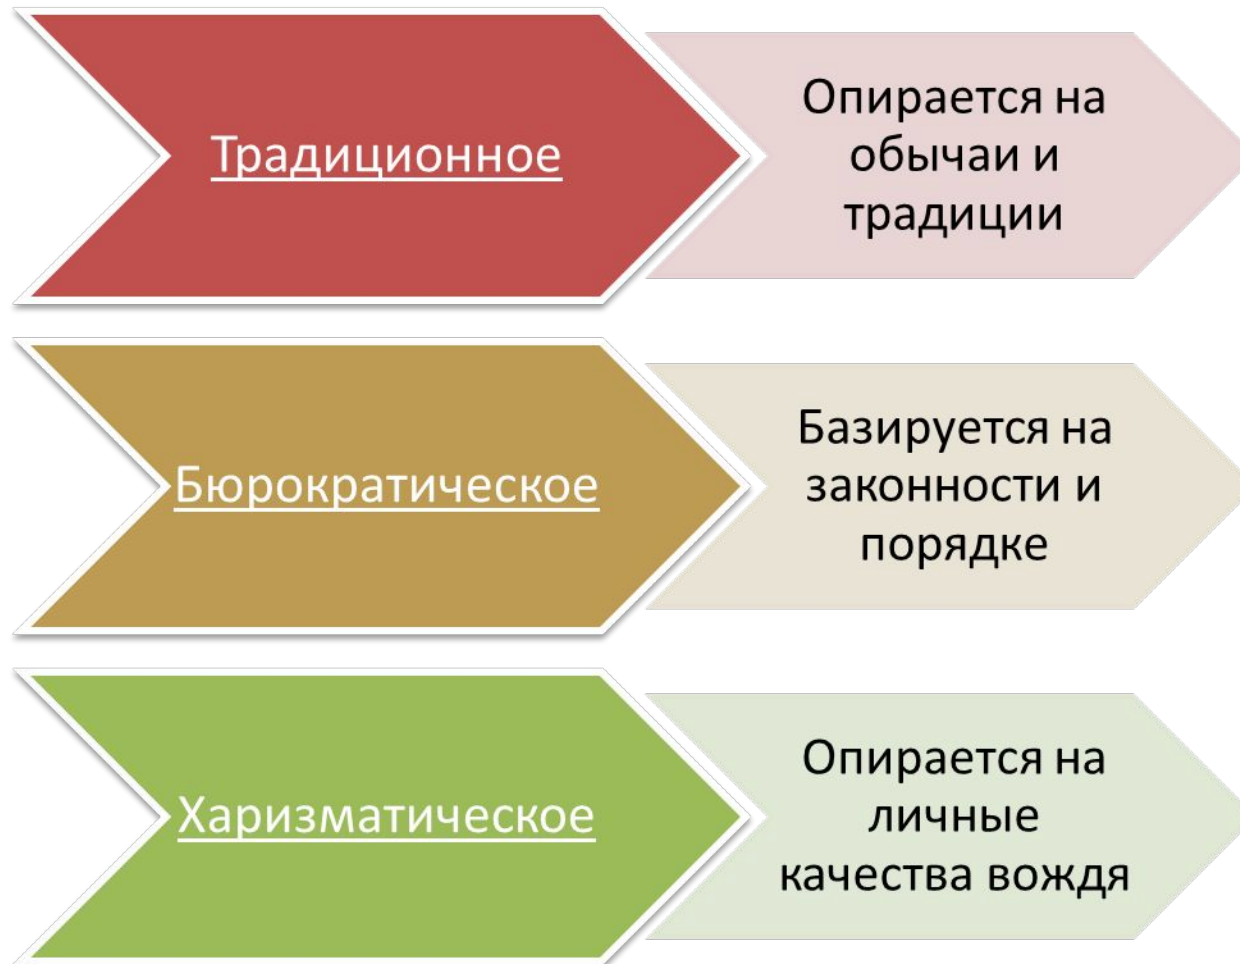 Традиционное
Опирается на
обычаи и
традиции
Бюрократическое
Базируется на
законности и
порядке
Харизматическое
Опирается на
личные
качества вождя